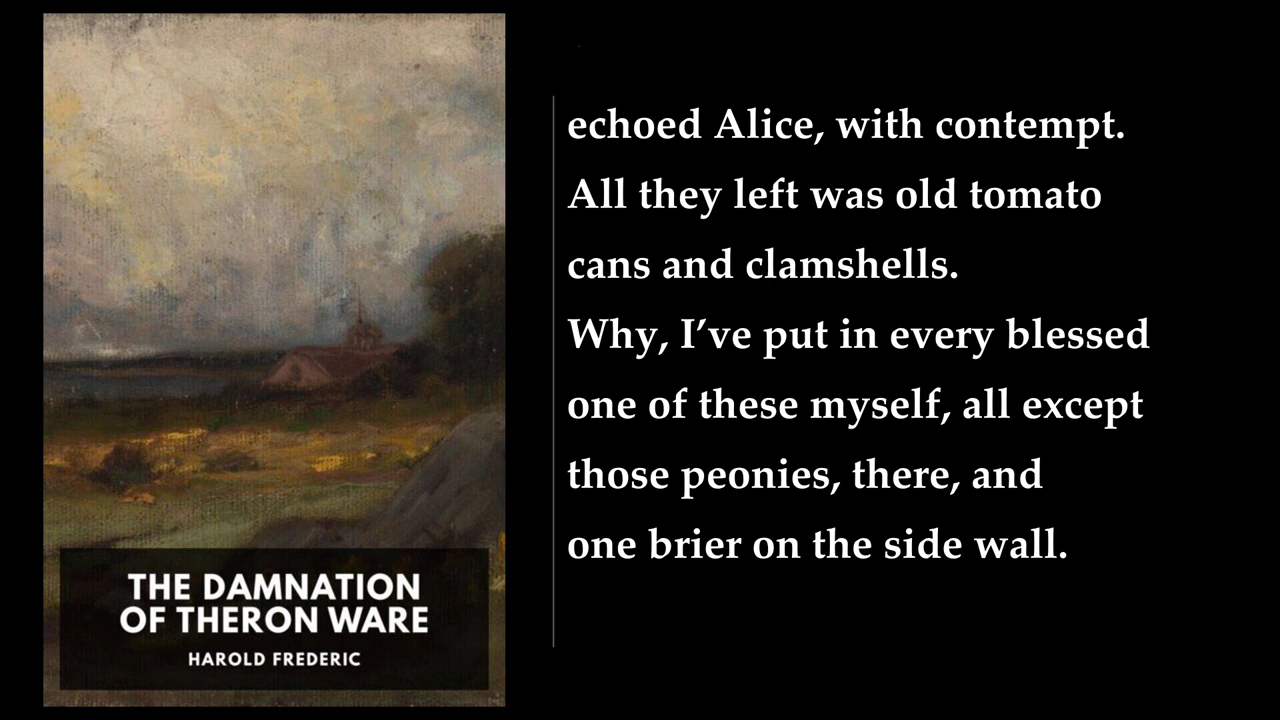 THE DAMNATION
OF THERON WARE
HAROLD FREDERIC
echoed Alice, with contempt.
All they left was old tomato
cans and clamshells.
Why, I’ve put in every blessed
one of these myself, all except
those peonies, there, and
one brier on the side wall.